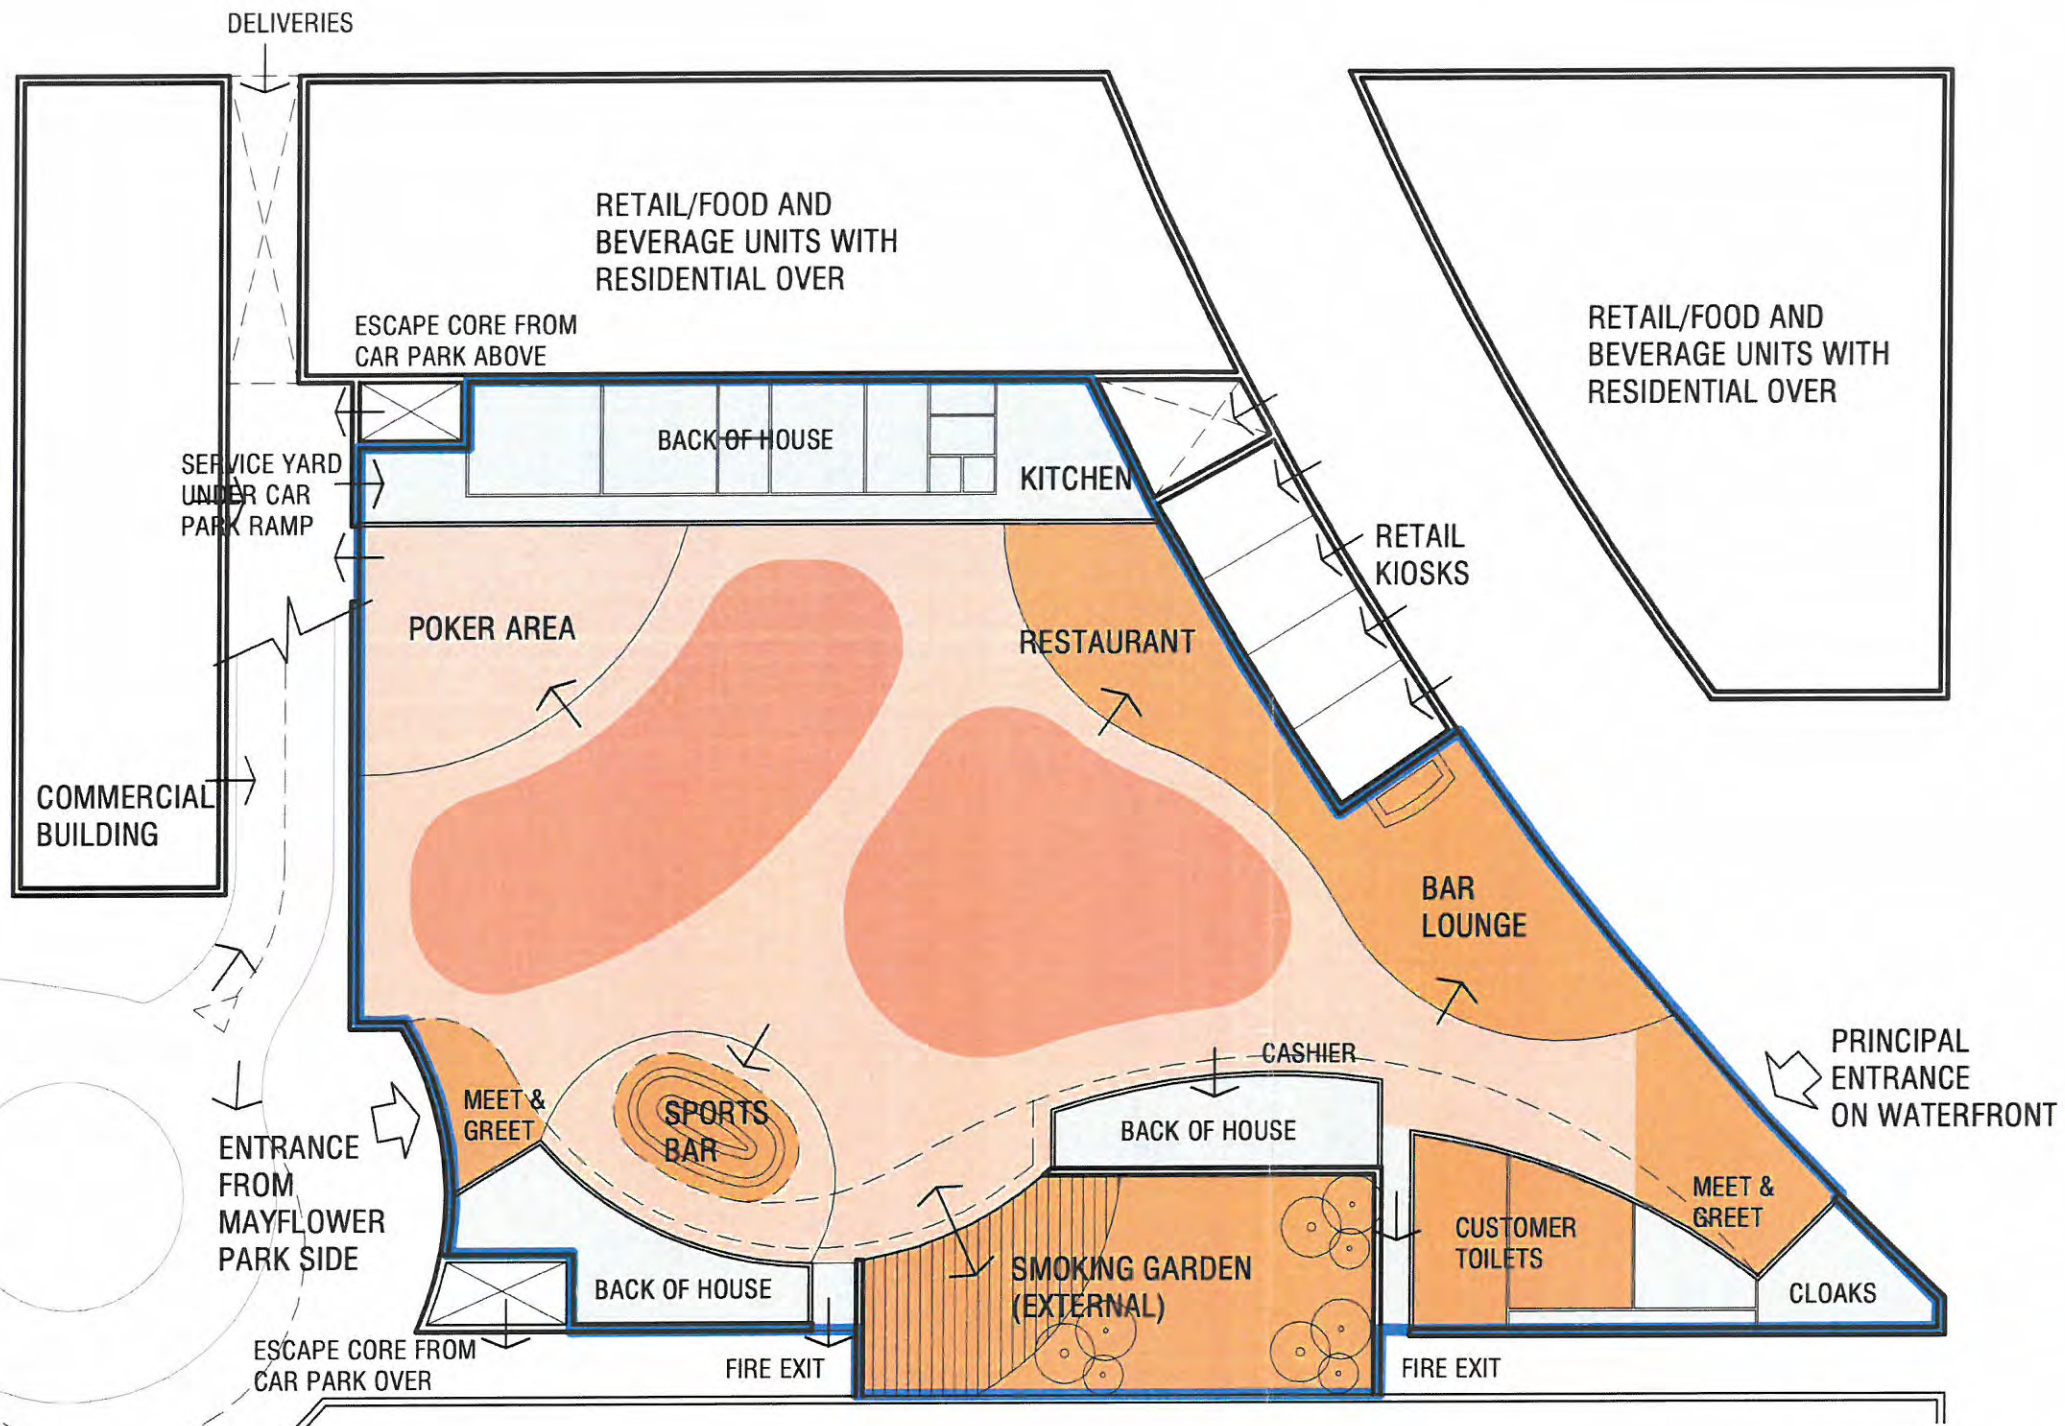 DELIVERIES
RETAIL/FOOD AND
BEVERAGE UNITS WITH
RESIDENTIAL OVER
RETAIL/FOOD AND
BEVERAGE UNITS WITH
RESIDENTIAL OVER
ESCAPE CORE FROM
CAR PARK ABOVE
BACK OF HOUSE
KITCHEN
SERVICE YARD
UNDER CAR
PARK RAMP
RETAIL
KIOSKS
POKER AREA
RESTAURANT
COMMERCIAL
BUILDING
BAR
LOUNGE
PRINCIPAL
ENTRANCE
ON WATERFRONT
CASHIER
MEET &
GREET
SPORTS
BAR
BACK OF HOUSE
ENTRANCE
FROM
MAYFLOWER
PARK SIDE
MEET &
GREET
CUSTOMER
TOILETS
SMOKING GARDEN
(EXTERNAL)
BACK OF HOUSE
CLOAKS
ESCAPE CORE FROM
CAR PARK OVER
FIRE EXIT
FIRE EXIT